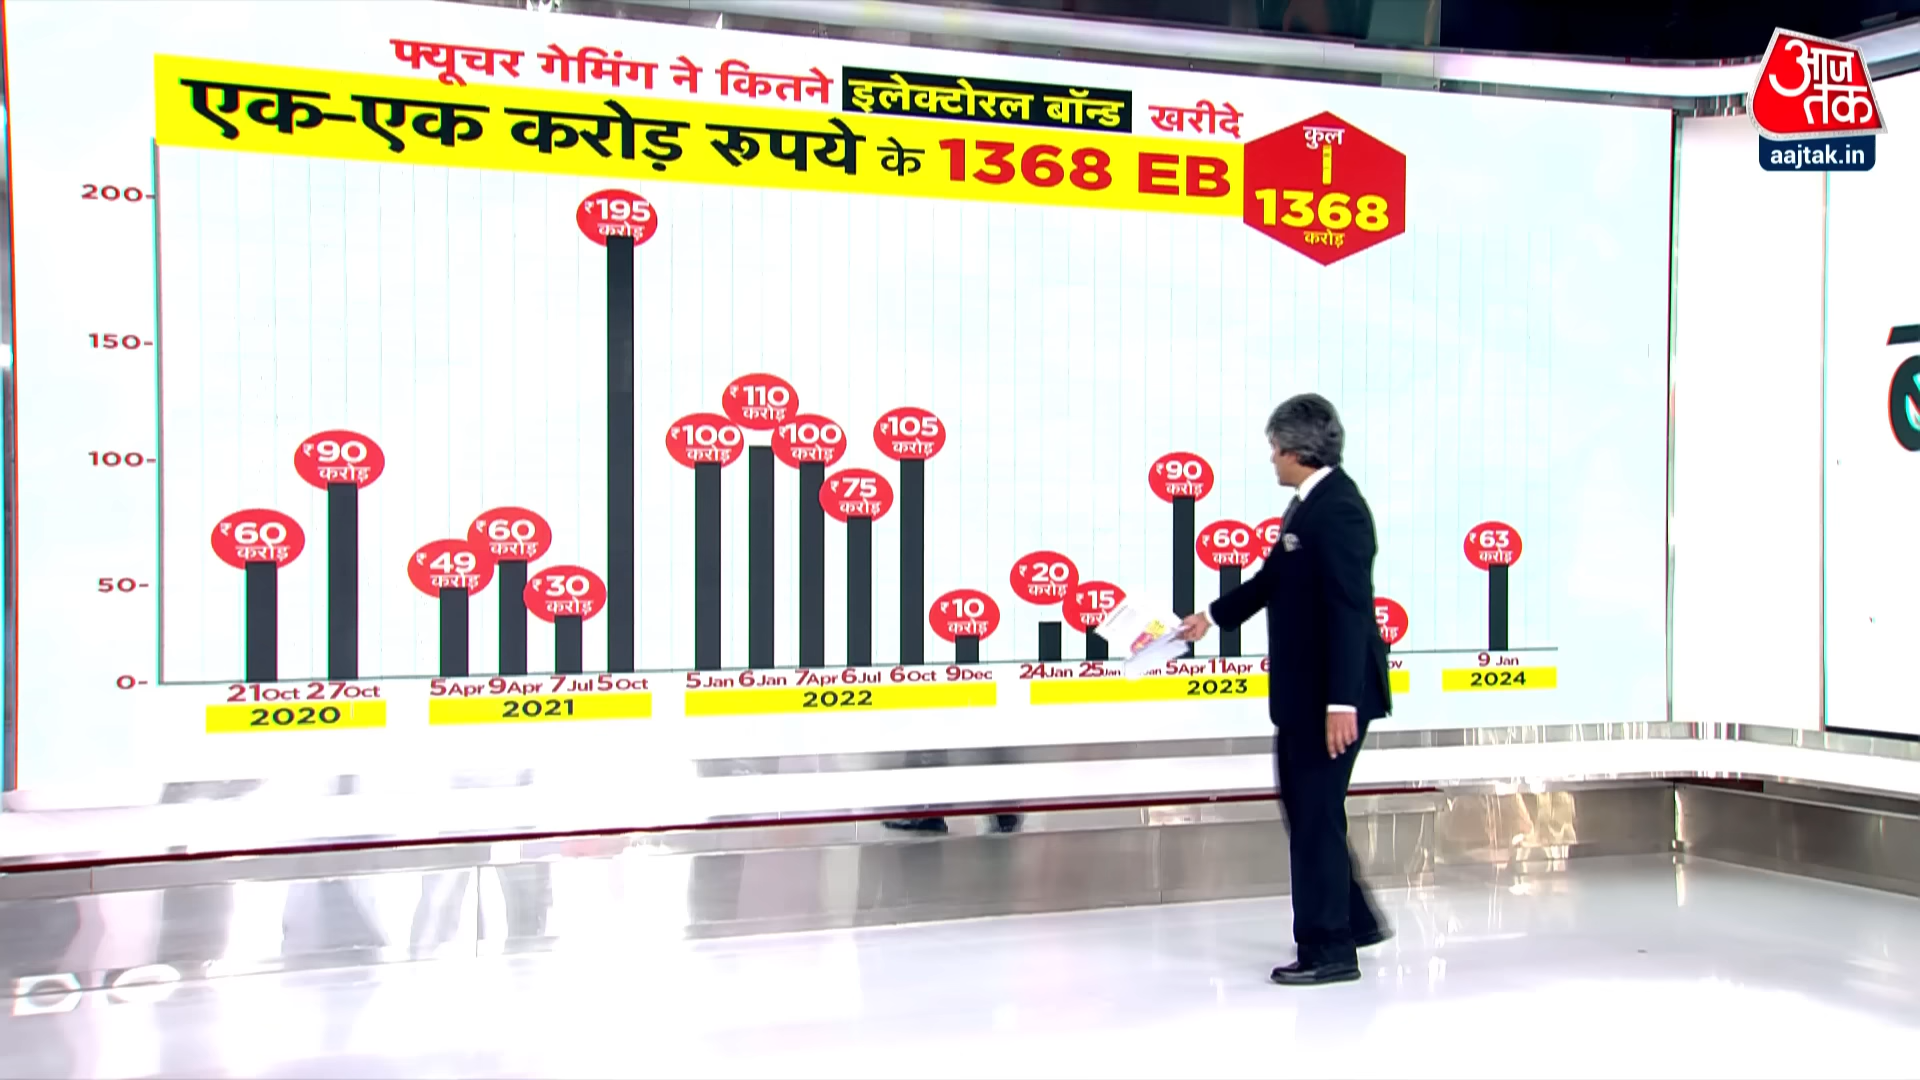 फ्यूचर गेमिंग ने कितने इलेक्टोरल बॉन्ड खरीदे
एक-एक करोड़ रूपये के 1368 EB
कुल
1368
करोड़
आज
तक
aajtak.in
200-
150-
100-
50-
0-
₹60
करोड़
₹90
करोड़
₹49
करोड़
₹60
करोड़
₹30
करोड़
₹195
करोड़
₹100
करोड़
₹110
करोड़
₹100
करोड़
₹75
करोड़
₹105
करोड़
₹10
करोड़
₹20
करोड़
₹15
₹90
करोड़
₹60
करोड़
₹63
करोड़
21Oct 27Oct 5Apr 9Apr 7Jul 5Oct 5Jan 6Jan 7Apr 6Jul 6Oct 9Dec 24Jan 25Jan 5Apr 11Apr 9 Jan
2020 2021 2022 2023 2024